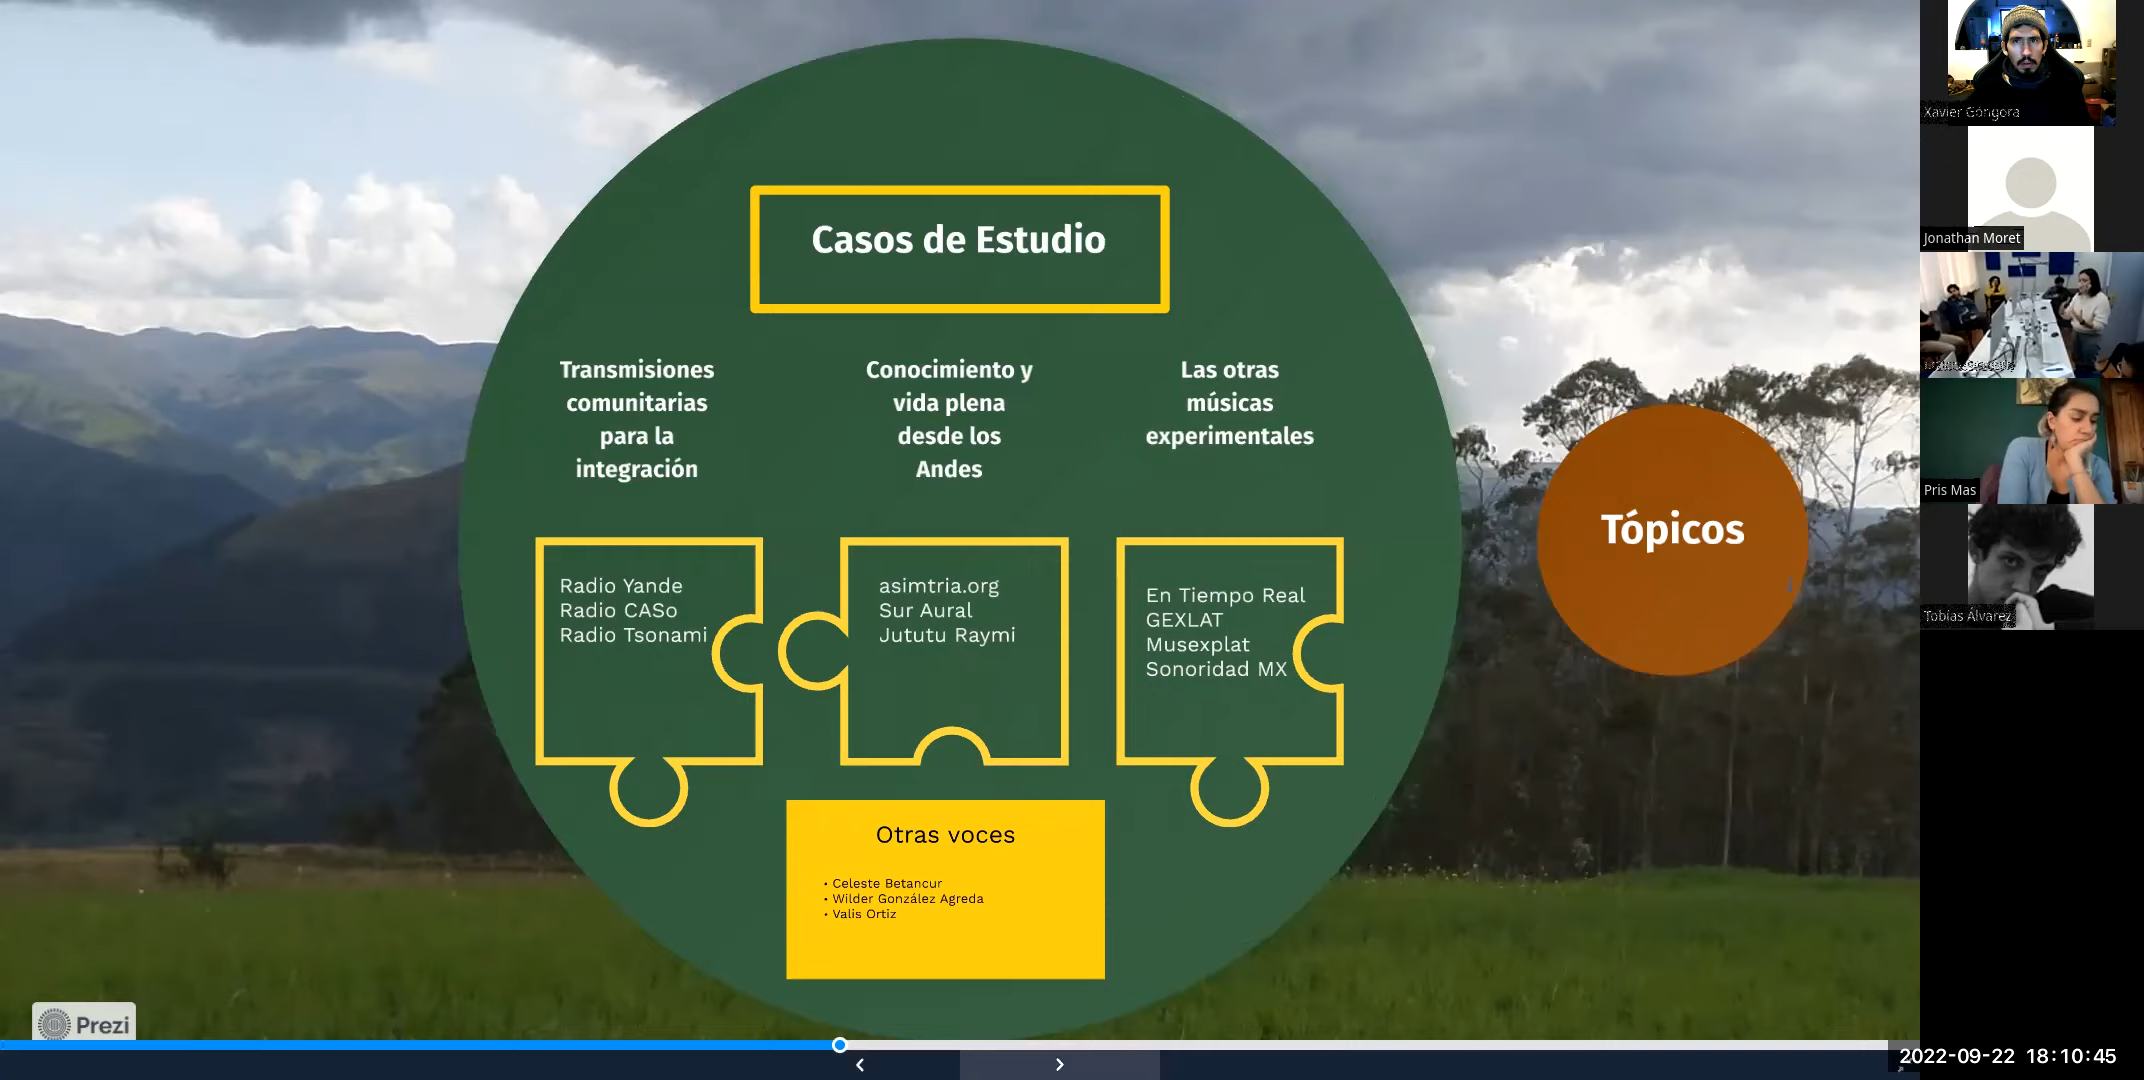 Casos de Estudio
Transmisiones
comunitarias
para la
integración
Conocimiento y
vida plena
desde los
Andes
Las otras
músicas
experimentales
Radio Yande
Radio CASo
Radio Tsonami
asimtria.org
Sur Aural
Jututu Raymi
En Tiempo Real
GEXLAT
Musexplat
Sonoridad MX
Otras voces
• Celeste Betancur
• Wilder González Agreda
• Valis Ortiz
Tópicos
Prezi
Xavier Góngora
Jonathan Moret
Pris Mas
Tobías Álvarez
2022-09-22 18:10:45